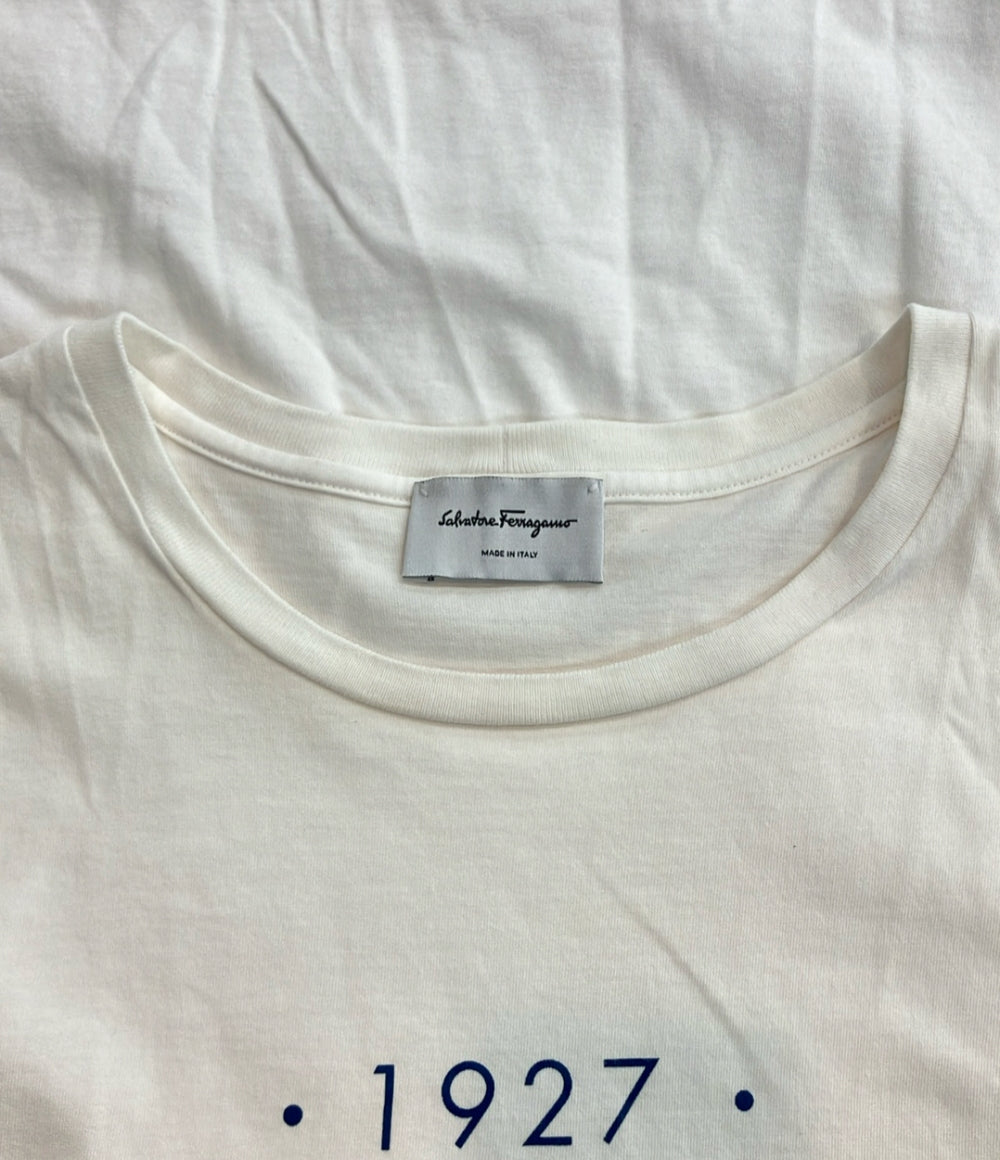 Salvatore Ferragamo
MADE IN ITALY
• 1927 •